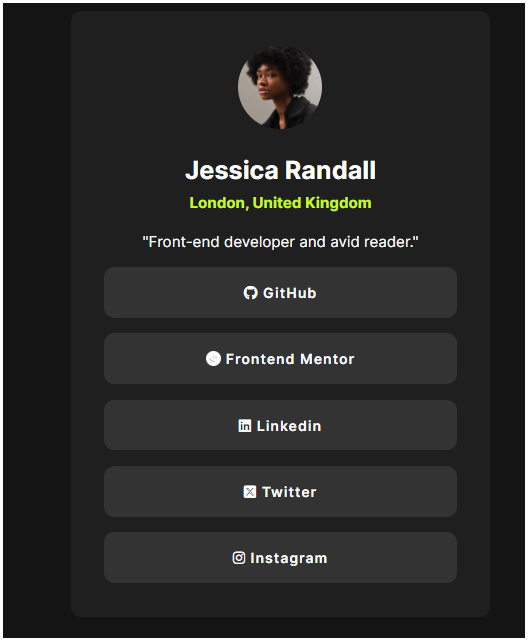 Jessica Randall
London, United Kingdom
"Front-end developer and avid reader."
GitHub
Frontend Mentor
Linkedin
Twitter
Instagram